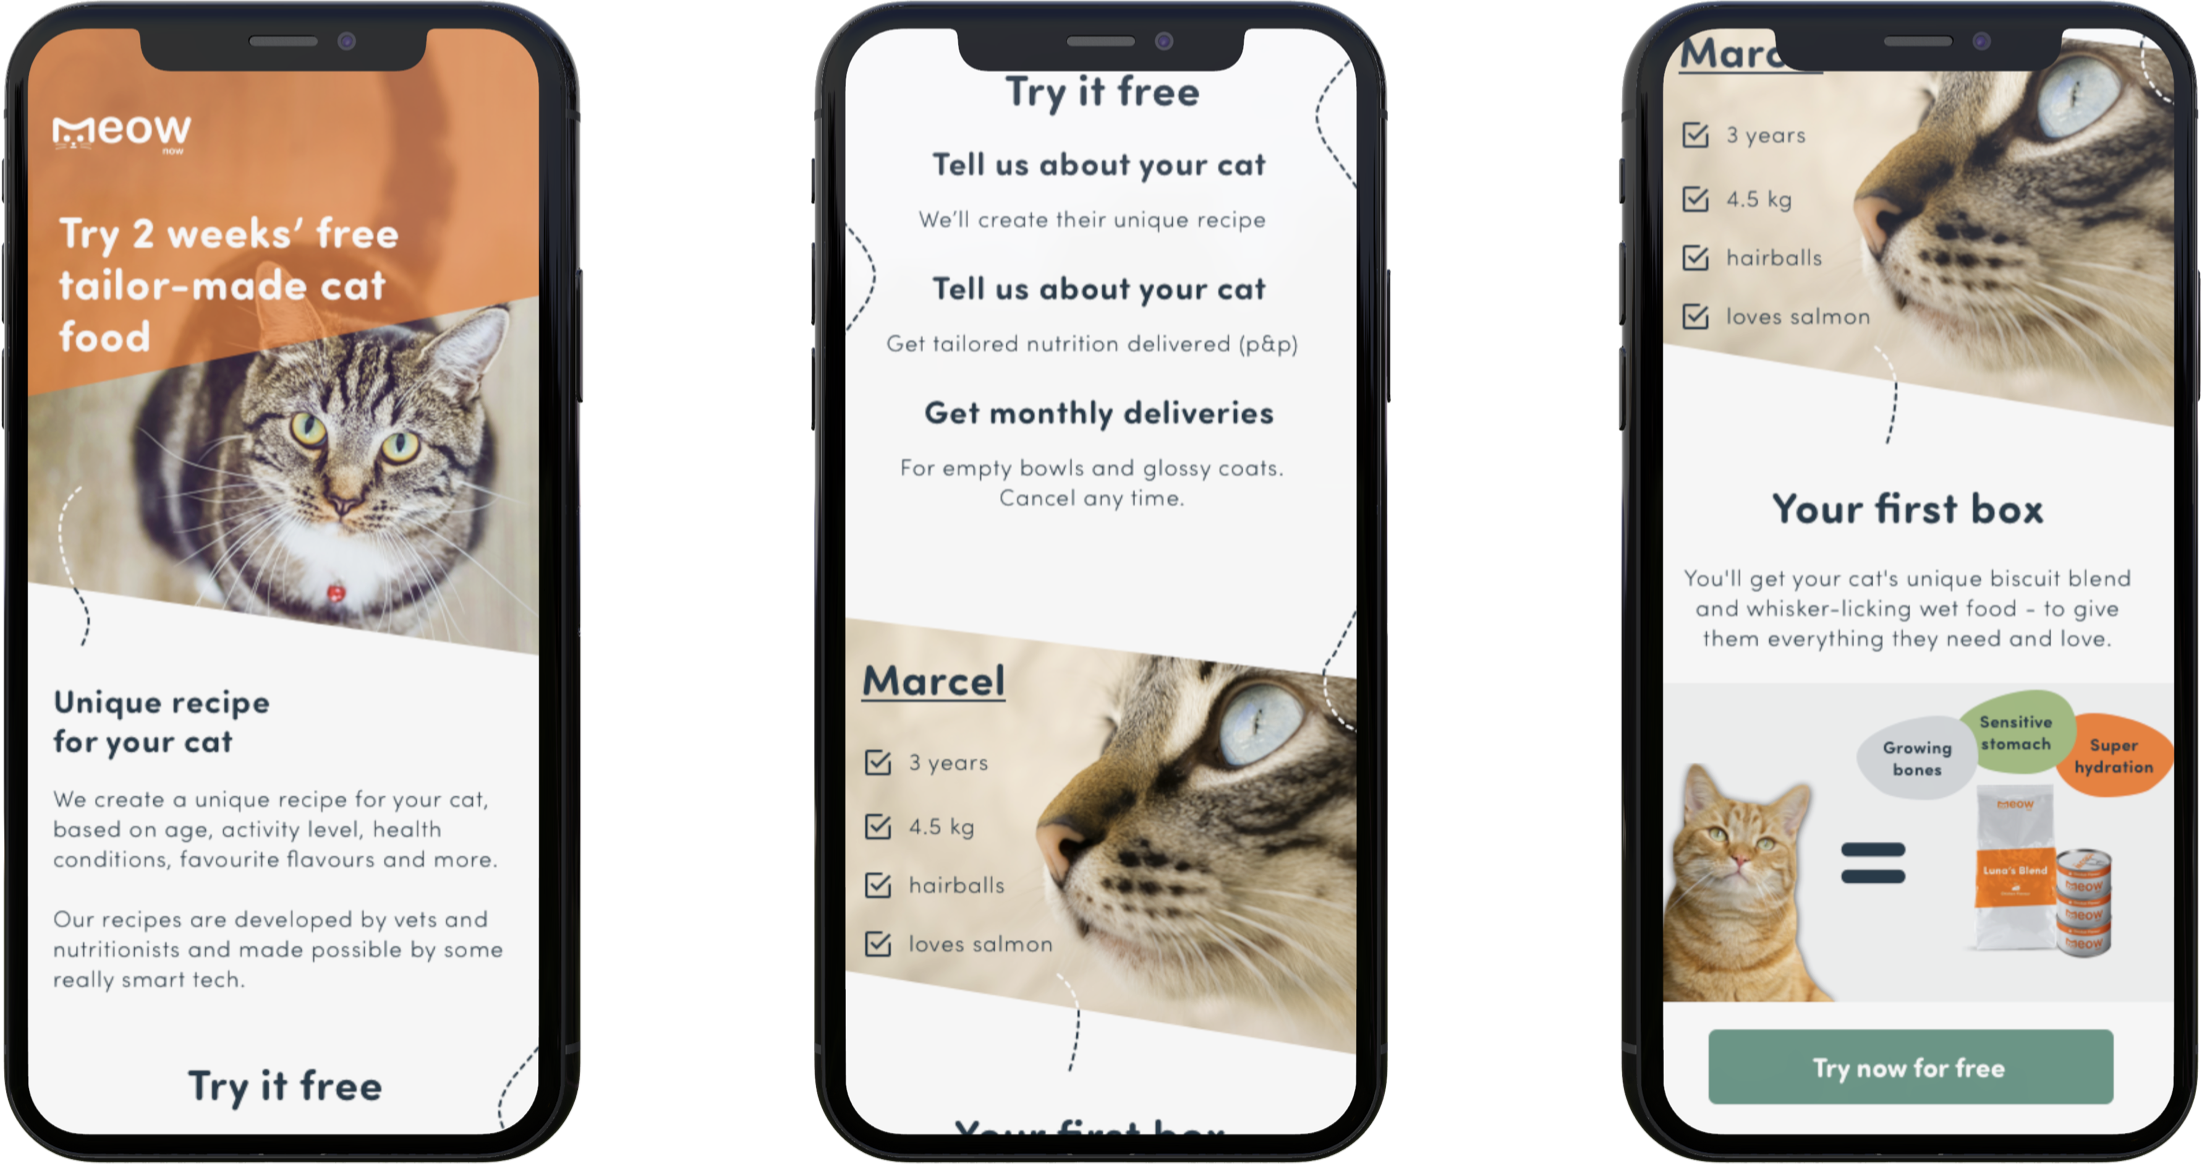 meow
now
Try 2 weeks’ free
tailor-made cat
food
Unique recipe
for your cat
We create a unique recipe for your cat,
based on age, activity level, health
conditions, favourite flavours and more.
Our recipes are developed by vets and
nutritionists and made possible by some
really smart tech.
Try it free
Try it free
Tell us about your cat
We’ll create their unique recipe
Tell us about your cat
Get tailored nutrition delivered (p&p)
Get monthly deliveries
For empty bowls and glossy coats.
Cancel any time.
Marcel
3 years
4.5 kg
hairballs
loves salmon
Your first box
Marc
3 years
4.5 kg
hairballs
loves salmon
Your first box
You'll get your cat's unique biscuit blend
and whisker-licking wet food - to give
them everything they need and love.
Growing
bones
Sensitive
stomach
Super
hydration
meow
Luna's Blend
meow
meow
meow
Try now for free